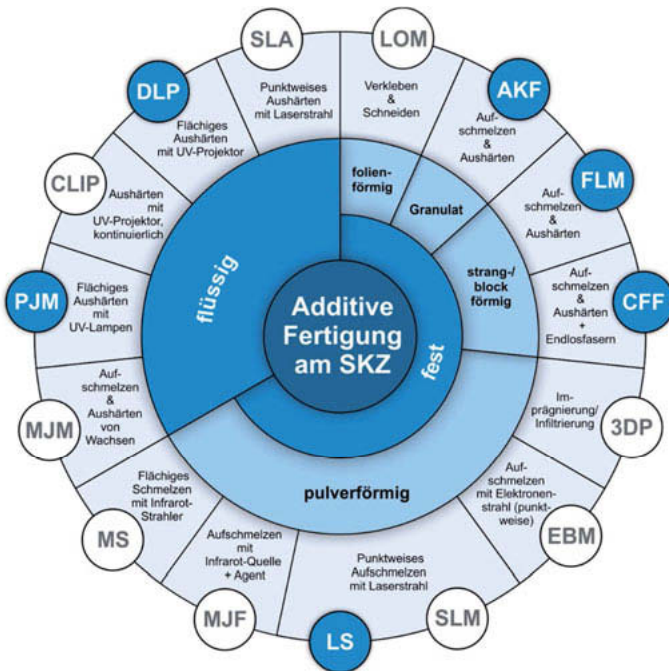 SLA
Punktweises
Aushärten
mit Laserstrahl
LOM
Verkleben
&
Schneiden
AKF
Auf-
schmelzen
&
Aushärten
FLM
Auf-
schmelzen
&
Aushärten
CFF
Auf-
schmelzen
&
Aushärten
+
Endlosfasern
3DP
Im-
prägnierung/
Infiltrierung
EBM
Auf-
schmelzen
mit Elektronen-
strahl (punkt-
weise)
SLM
LS
Punktweises
Aufschmelzen
mit Laserstrahl
MJF
Aufschmelzen
mit
Infrarot-Quelle
+ Agent
MS
Flächiges
Schmelzen
mit Infrarot-
Strahler
MJM
Auf-
schmelzen
&
Aushärten
von
Wachsen
PJM
Flächiges
Aushärten
mit
UV-Lampen
CLIP
Aushärten
mit
UV-Projektor,
kontinuierlich
DLP
Flächiges
Aushärten
mit UV-Projektor
folien-
förmig
Granulat
strang-/
block
förmig
pulverförmig
flüssig
fest
Additive
Fertigung
am SKZ